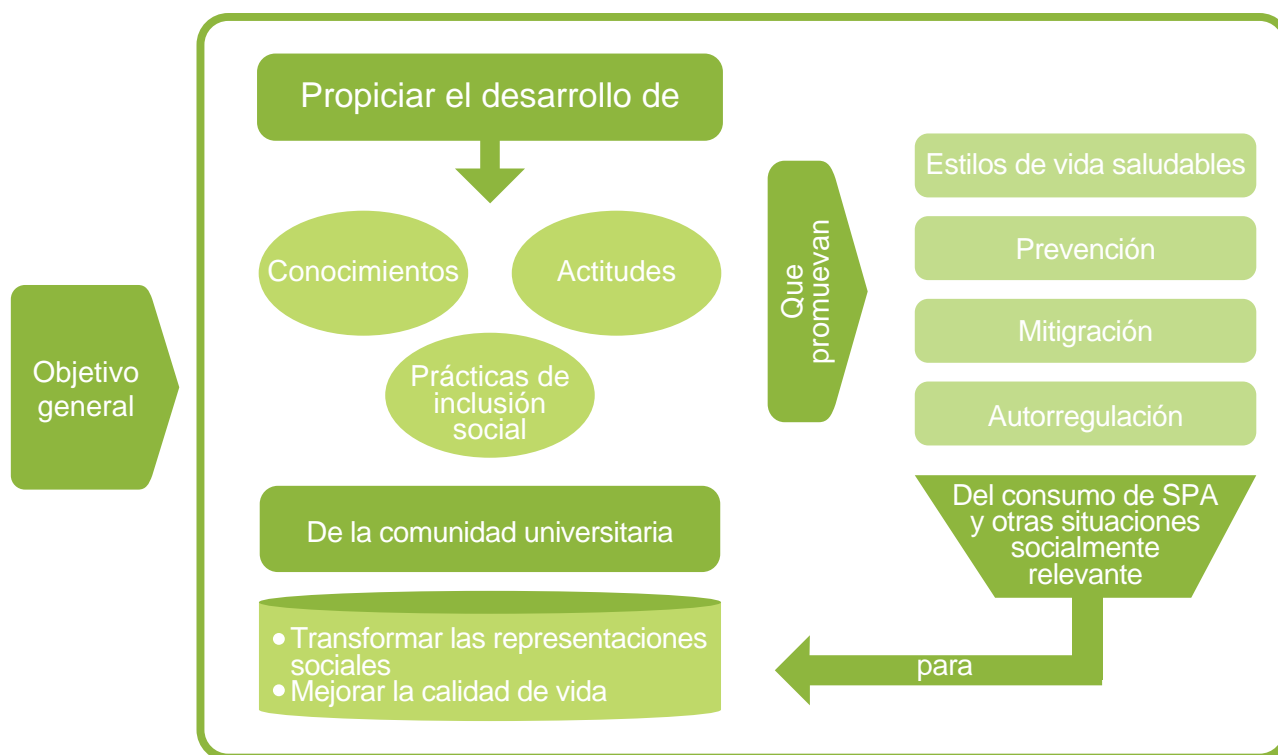 Objetivo
general
Propiciar el desarrollo de
Conocimientos
Actitudes
Prácticas de
inclusión
social
De la comunidad universitaria
Que
promuevan
Estilos de vida saludables
Prevención
Mitigración
Autorregulación
Del consumo de SPA
y otras situaciones
socialmente
relevante
para
• Transformar las representaciones
sociales
• Mejorar la calidad de vida